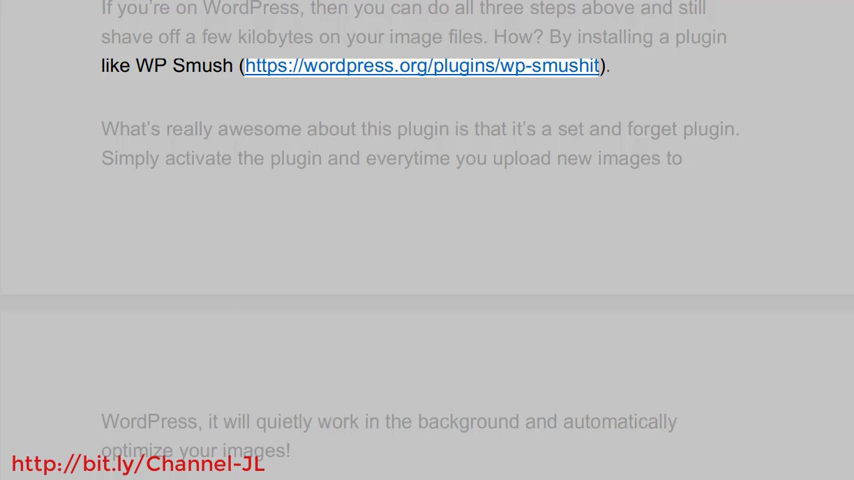 If you're on WordPress, then you can do all three steps above and still
shave off a few kilobytes on your image files. How? By installing a plugin
like WP Smush (https://wordpress.org/plugins/wp-smushit).
What's really awesome about this plugin is that it's a set and forget plugin.
Simply activate the plugin and everytime you upload new images to
WordPress, it will quietly work in the background and automatically
optimize your images!
http://bit.ly/Channel-JL